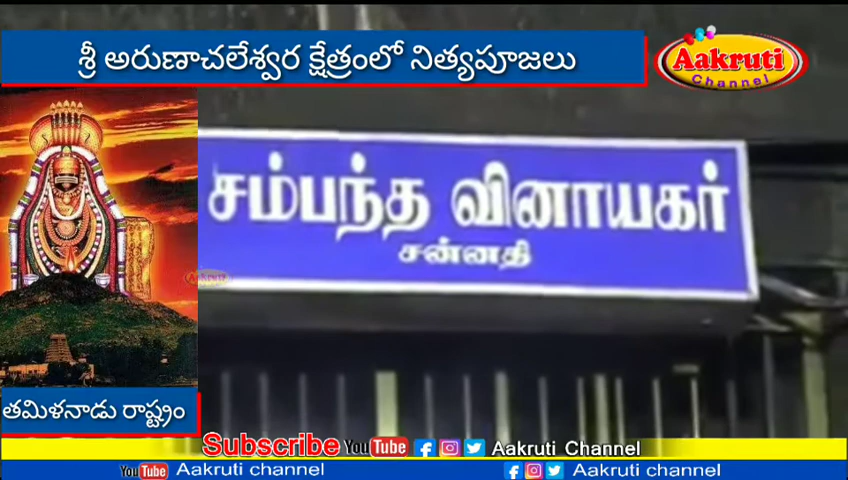 శ్రీ అరుణాచలేశ్వర క్షేత్రంలో నిత్యపూజలు
Aakruti
Channel
சம்பந்த விநாயகர்
சன்னதி
Aakruti
తమిళనాడు రాష్ట్రం
Subscribe YouTube Aakruti Channel
YouTube Aakruti channel Aakruti channel